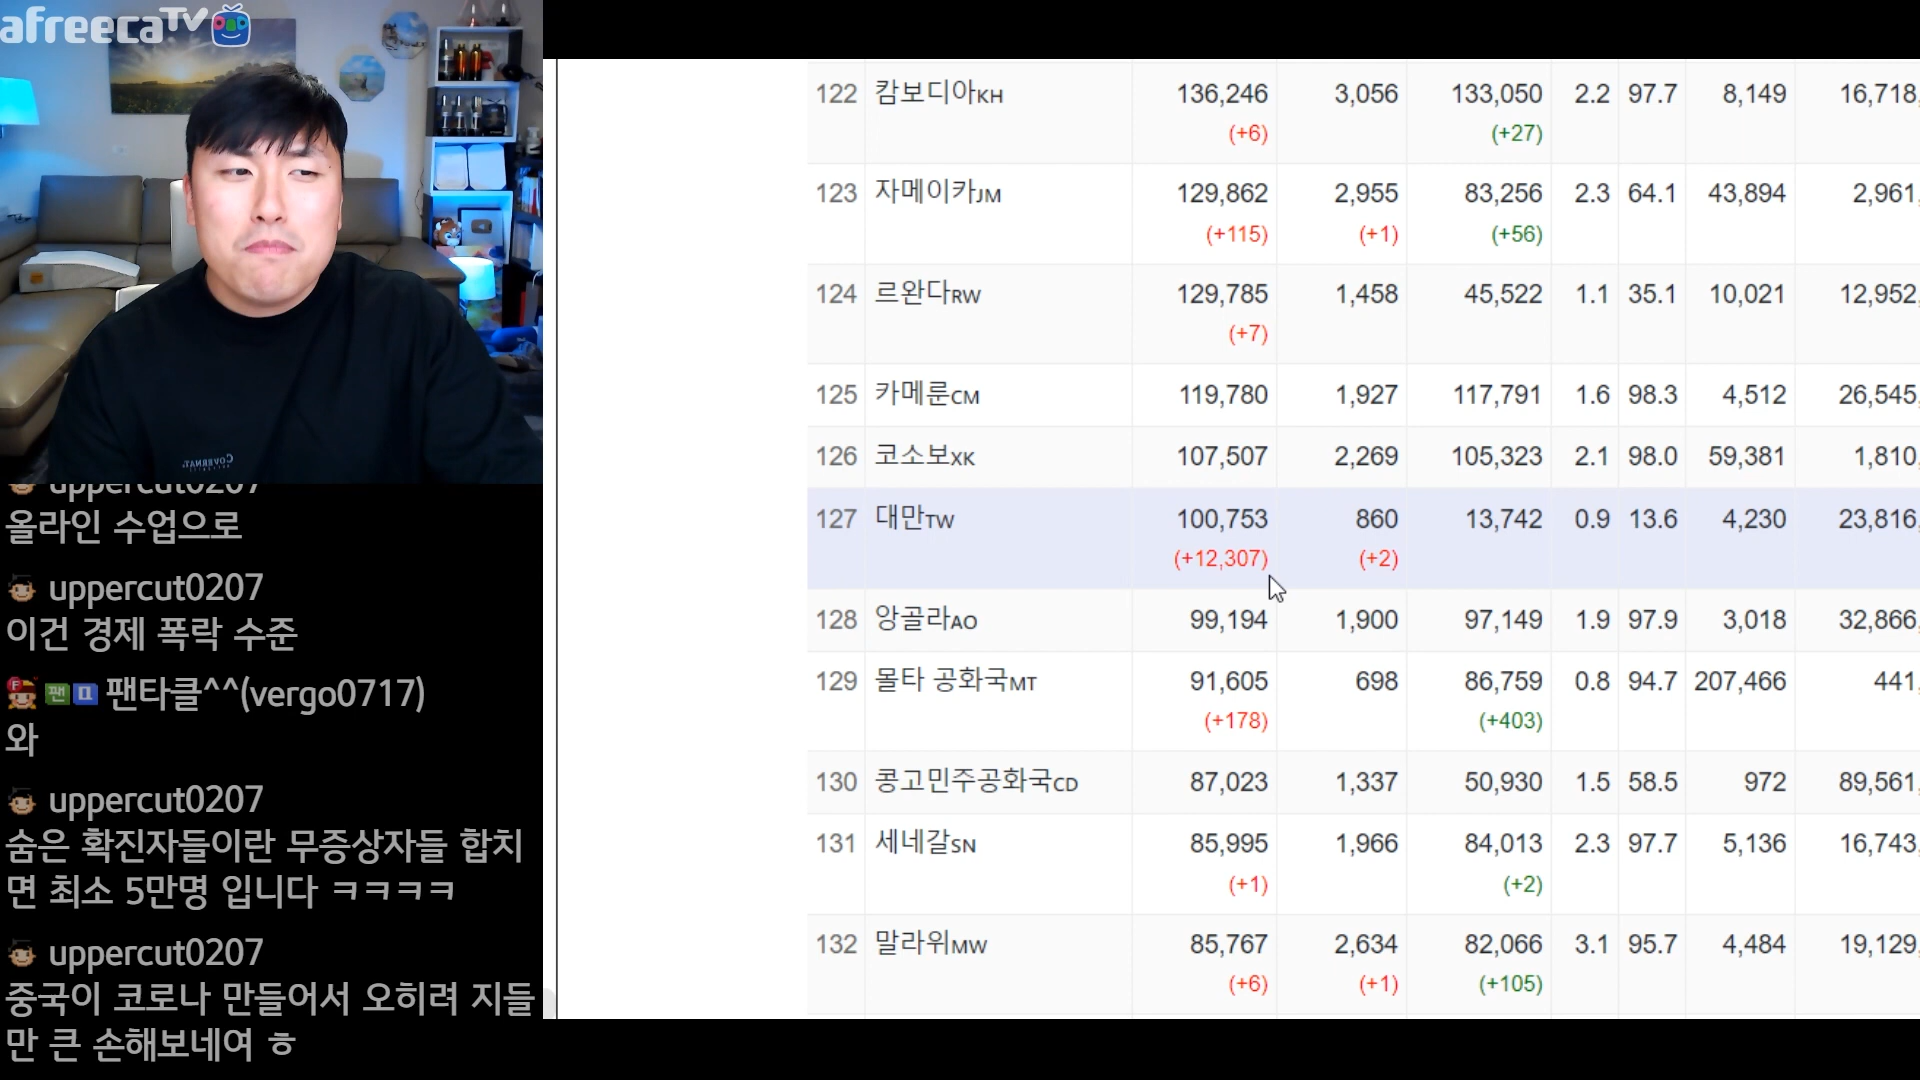 afreecaTV
uppercut0207
올라인 수업으로
uppercut0207
이건 경제 폭락 수준
팬타클^^(vergo0717)
와
uppercut0207
숨은 확진자들이란 무증상자들 합치
면 최소 5만명 입니다 ㅋㅋㅋㅋ
uppercut0207
중국이 코로나 만들어서 오히려 지들
만 큰 손해보네여 ㅎ
122 캄보디아KH 136,246 3,056 133,050 2.2 97.7 8,149 16,718,
(+6) (+27)
123 자메이카JM 129,862 2,955 83,256 2.3 64.1 43,894 2,961,
(+115) (+1) (+56)
124 르완다RW 129,785 1,458 45,522 1.1 35.1 10,021 12,952,
(+7)
125 카메룬CM 119,780 1,927 117,791 1.6 98.3 4,512 26,545,
126 코소보XK 107,507 2,269 105,323 2.1 98.0 59,381 1,810,
127 대만TW 100,753 860 13,742 0.9 13.6 4,230 23,816,
(+12,307) (+2)
128 앙골라AO 99,194 1,900 97,149 1.9 97.9 3,018 32,866,
129 몰타 공화국MT 91,605 698 86,759 0.8 94.7 207,466 441,
(+178) (+403)
130 콩고민주공화국CD 87,023 1,337 50,930 1.5 58.5 972 89,561,
131 세네갈SN 85,995 1,966 84,013 2.3 97.7 5,136 16,743,
(+1) (+2)
132 말라위MW 85,767 2,634 82,066 3.1 95.7 4,484 19,129,
(+6) (+1) (+105)